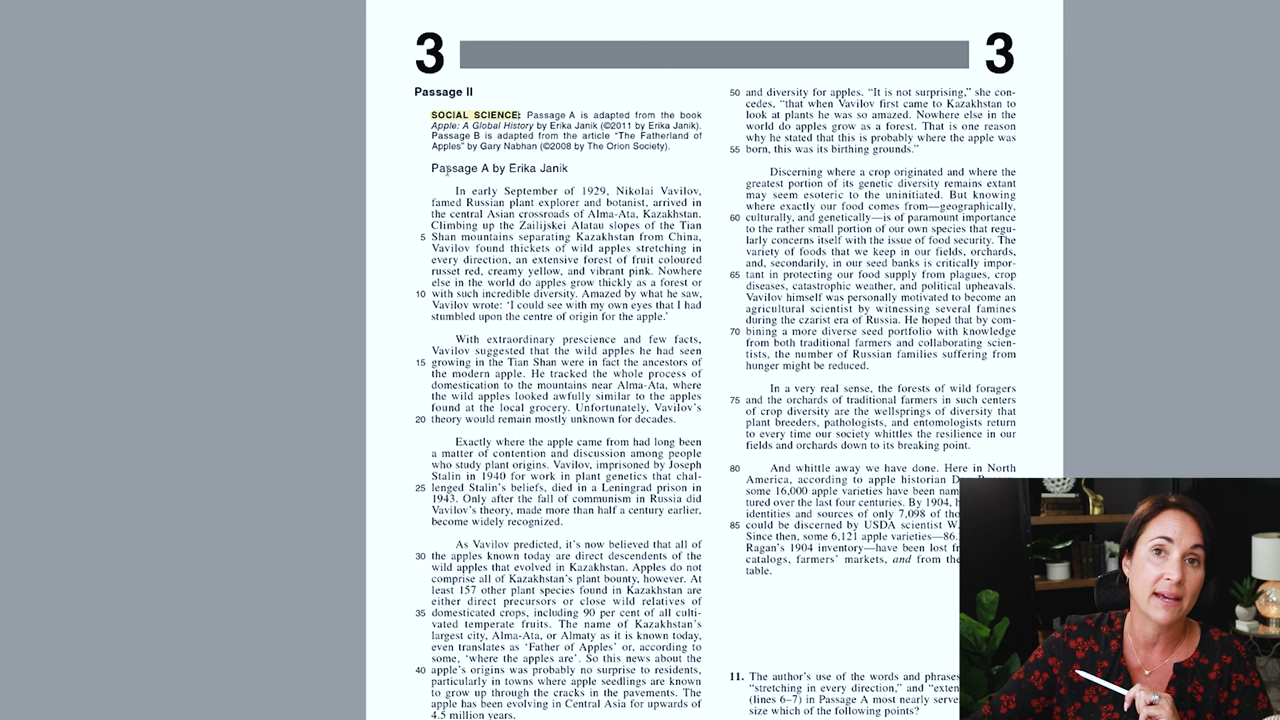 3 3
Passage II
SOCIAL SCIENCE: Passage A is adapted from the book
Apple: A Global History by Erika Janik (©2011 by Erika Janik).
Passage B is adapted from the article “The Fatherland of
Apples” by Gary Nabhan (©2008 by The Orion Society).
Passage A by Erika Janik
In early September of 1929, Nikolai Vavilov,
famed Russian plant explorer and botanist, arrived in
the central Asian crossroads of Alma-Ata, Kazakhstan.
Climbing up the Zailijskei Alatau slopes of the Tian
5 Shan mountains separating Kazakhstan from China,
Vavilov found thickets of wild apples stretching in
every direction, an extensive forest of fruit coloured
russet red, creamy yellow, and vibrant pink. Nowhere
else in the world do apples grow thickly as a forest or
10 with such incredible diversity. Amazed by what he saw,
Vavilov wrote: ‘I could see with my own eyes that I had
stumbled upon the centre of origin for the apple.’
With extraordinary prescience and few facts,
Vavilov suggested that the wild apples he had seen
15 growing in the Tian Shan were in fact the ancestors of
the modern apple. He tracked the whole process of
domestication to the mountains near Alma-Ata, where
the wild apples looked awfully similar to the apples
found at the local grocery. Unfortunately, Vavilov’s
20 theory would remain mostly unknown for decades.
Exactly where the apple came from had long been
a matter of contention and discussion among people
who study plant origins. Vavilov, imprisoned by Joseph
Stalin in 1940 for work in plant genetics that chal-
25 lenged Stalin’s beliefs, died in a Leningrad prison in
1943. Only after the fall of communism in Russia did
Vavilov’s theory, made more than half a century earlier,
become widely recognized.
As Vavilov predicted, it’s now believed that all of
30 the apples known today are direct descendents of the
wild apples that evolved in Kazakhstan. Apples do not
comprise all of Kazakhstan’s plant bounty, however. At
least 157 other plant species found in Kazakhstan are
either direct precursors or close wild relatives of
35 domesticated crops, including 90 per cent of all culti-
vated temperate fruits. The name of Kazakhstan’s
largest city, Alma-Ata, or Almaty as it is known today,
even translates as ‘Father of Apples’ or, according to
some, ‘where the apples are’. So this news about the
40 apple’s origins was probably no surprise to residents,
particularly in towns where apple seedlings are known
to grow up through the cracks in the pavements. The
apple has been evolving in Central Asia for upwards of
4.5 million years.
50 and diversity for apples. “It is not surprising,” she con-
cedes, “that when Vavilov first came to Kazakhstan to
look at plants he was so amazed. Nowhere else in the
world do apples grow as a forest. That is one reason
why he stated that this is probably where the apple was
55 born, this was its birthing grounds.”
Discerning where a crop originated and where the
greatest portion of its genetic diversity remains extant
may seem esoteric to the uninitiated. But knowing
where exactly our food comes from—geographically,
60 culturally, and genetically—is of paramount importance
to the rather small portion of our own species that regu-
larly concerns itself with the issue of food security. The
variety of foods that we keep in our fields, orchards,
and, secondarily, in our seed banks is critically impor-
65 tant in protecting our food supply from plagues, crop
diseases, catastrophic weather, and political upheavals.
Vavilov himself was personally motivated to become an
agricultural scientist by witnessing several famines
during the czarist era of Russia. He hoped that by com-
70 bining a more diverse seed portfolio with knowledge
from both traditional farmers and collaborating scien-
tists, the number of Russian families suffering from
hunger might be reduced.
In a very real sense, the forests of wild foragers
75 and the orchards of traditional farmers in such centers
of crop diversity are the wellsprings of diversity that
plant breeders, pathologists, and entomologists return
to every time our society whittles the resilience in our
fields and orchards down to its breaking point.
80 And whittle away we have done. Here in North
America, according to apple historian
some 16,000 apple varieties have been
tured over the last four centuries. By 1904,
identities and sources of only 7,098 of
85 could be discerned by USDA scientist W.
Since then, some 6,121 apple varieties—86.
Ragan’s 1904 inventory—have been lost
catalogs, farmers’ markets, and from the
table.
11. The author’s use of the words and phrases
“stretching in every direction,” and
(lines 6–7) in Passage A most nearly
size which of the following points?